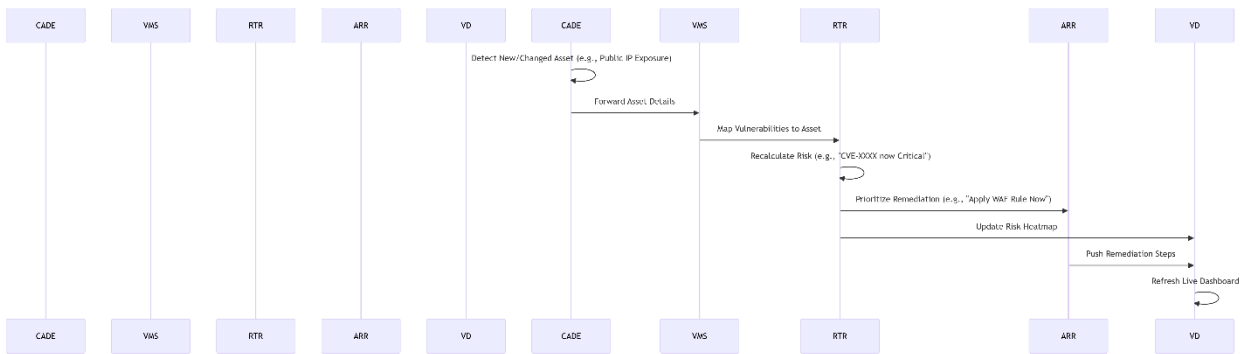 CADE
VMS
RTR
ARR
VD
CADE
VMS
RTR
ARR
VD
Detect New/Changed Asset (e.g., Public IP Exposure)
Forward Asset Details
Map Vulnerabilities to Asset
Recalculate Risk (e.g., "CVE-XXXX now Critical")
Prioritize Remediation (e.g., "Apply WAF Rule Now")
Update Risk Heatmap
Push Remediation Steps
Refresh Live Dashboard
CADE
VMS
RTR
ARR
VD
CADE
VMS
RTR
ARR
VD